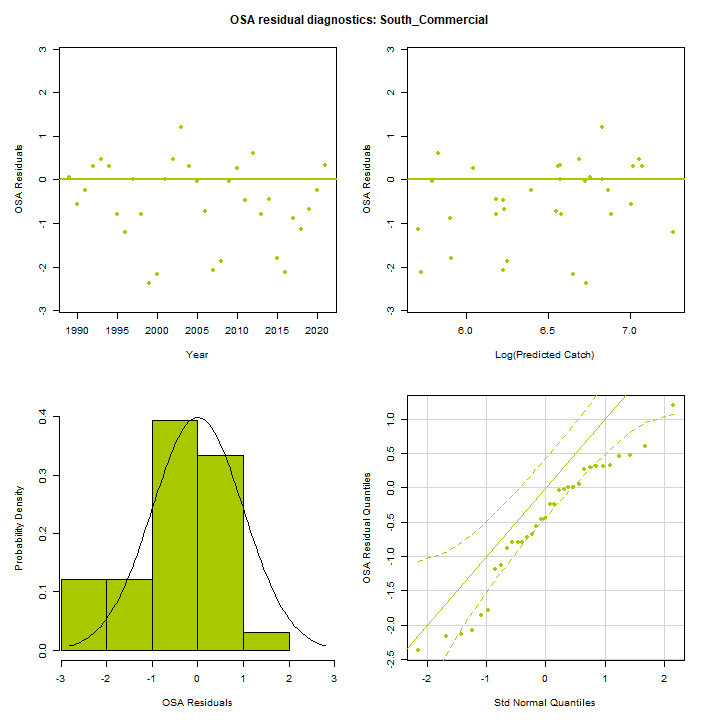 OSA residual diagnostics: South_Commercial
OSA Residuals
3
2
1
0
-1
-2
-3
1990 1995 2000 2005 2010 2015 2020
Year
OSA Residuals
3
2
1
0
-1
-2
-3
6.0 6.5 7.0
Log(Predicted Catch)
Probability Density
0.4
0.3
0.2
0.1
0.0
-3 -2 -1 0 1 2 3
OSA Residuals
OSA Residual Quantiles
1.0
0.5
0.0
-0.5
-1.0
-1.5
-2.0
-2.5
-2 -1 0 1 2
Std Normal Quantiles